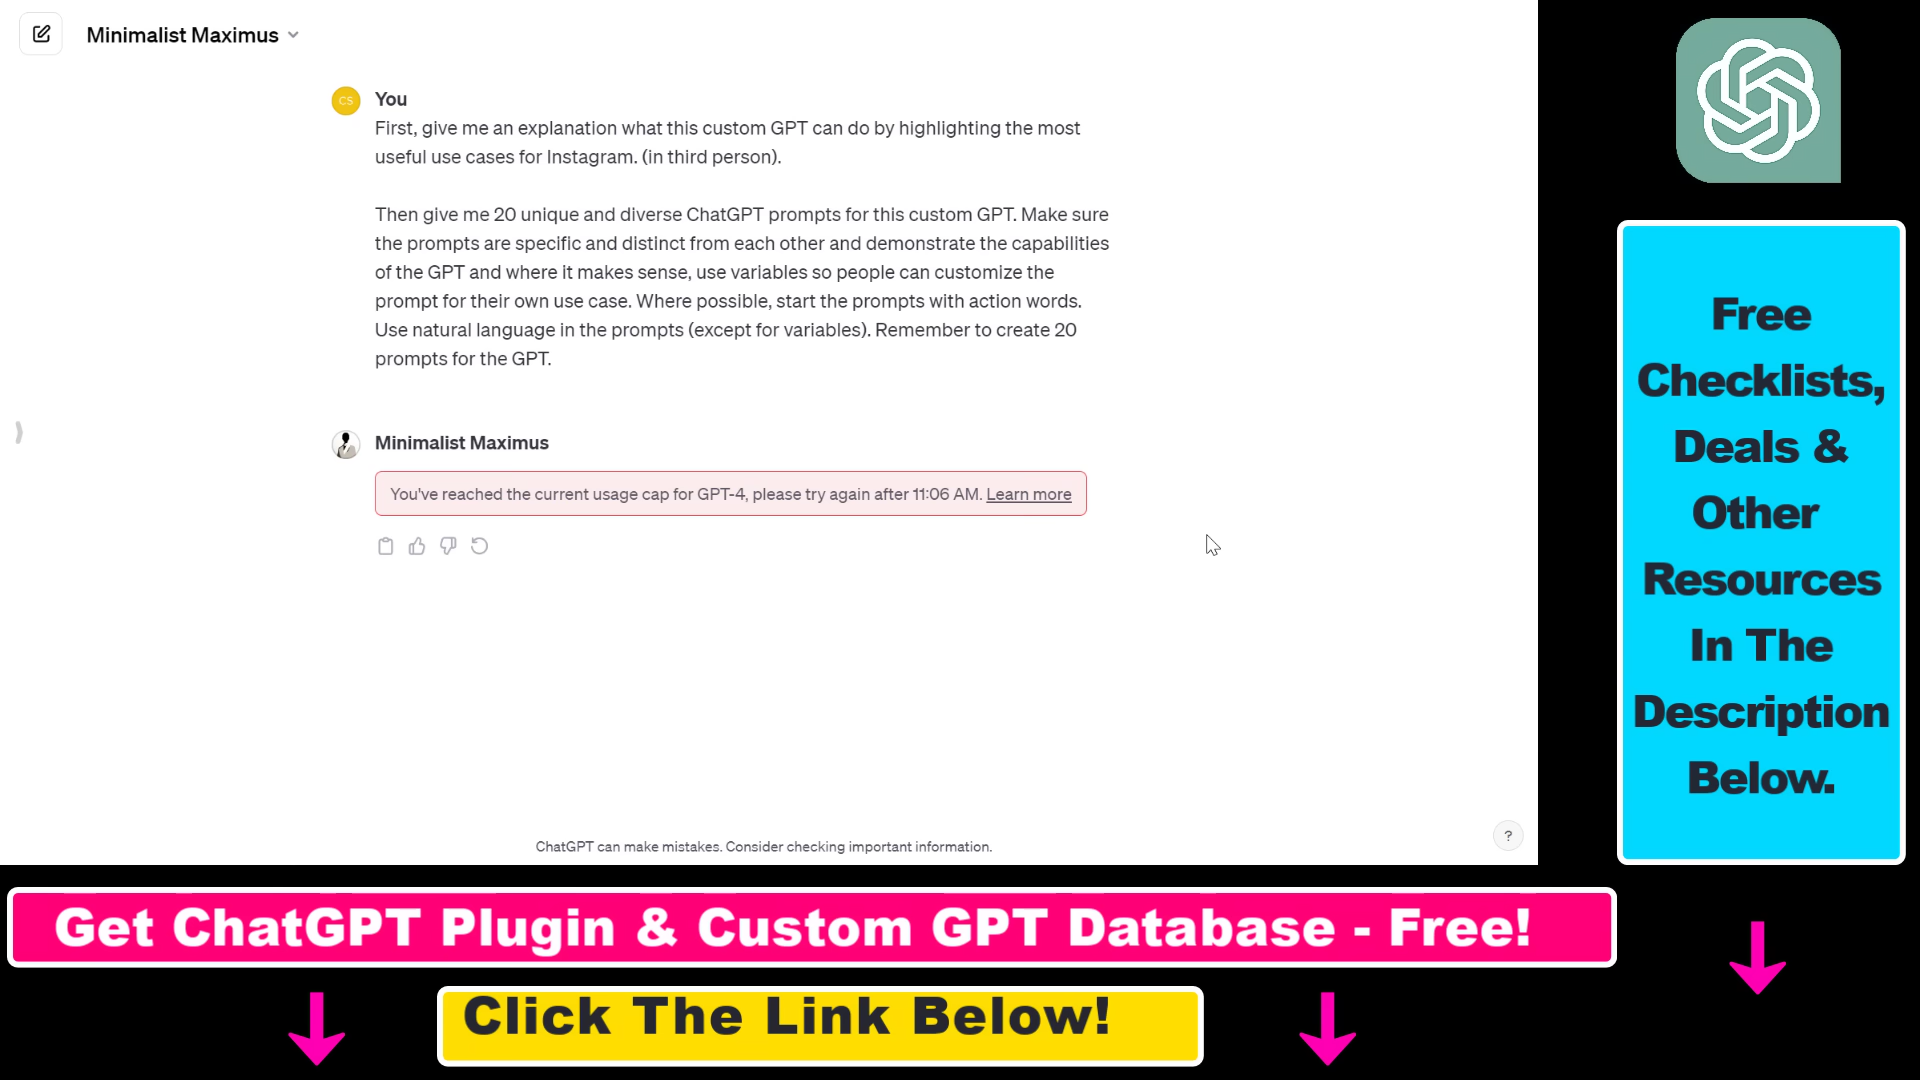 Minimalist Maximus
CS
You
First, give me an explanation what this custom GPT can do by highlighting the most
useful use cases for Instagram. (in third person).
Then give me 20 unique and diverse ChatGPT prompts for this custom GPT. Make sure
the prompts are specific and distinct from each other and demonstrate the capabilities
of the GPT and where it makes sense, use variables so people can customize the
prompt for their own use case. Where possible, start the prompts with action words.
Use natural language in the prompts (except for variables). Remember to create 20
prompts for the GPT.
Minimalist Maximus
You've reached the current usage cap for GPT-4, please try again after 11:06 AM. Learn more
ChatGPT can make mistakes. Consider checking important information.
?
Free
Checklists,
Deals &
Other
Resources
In The
Description
Below.
Get ChatGPT Plugin & Custom GPT Database - Free!
Click The Link Below!